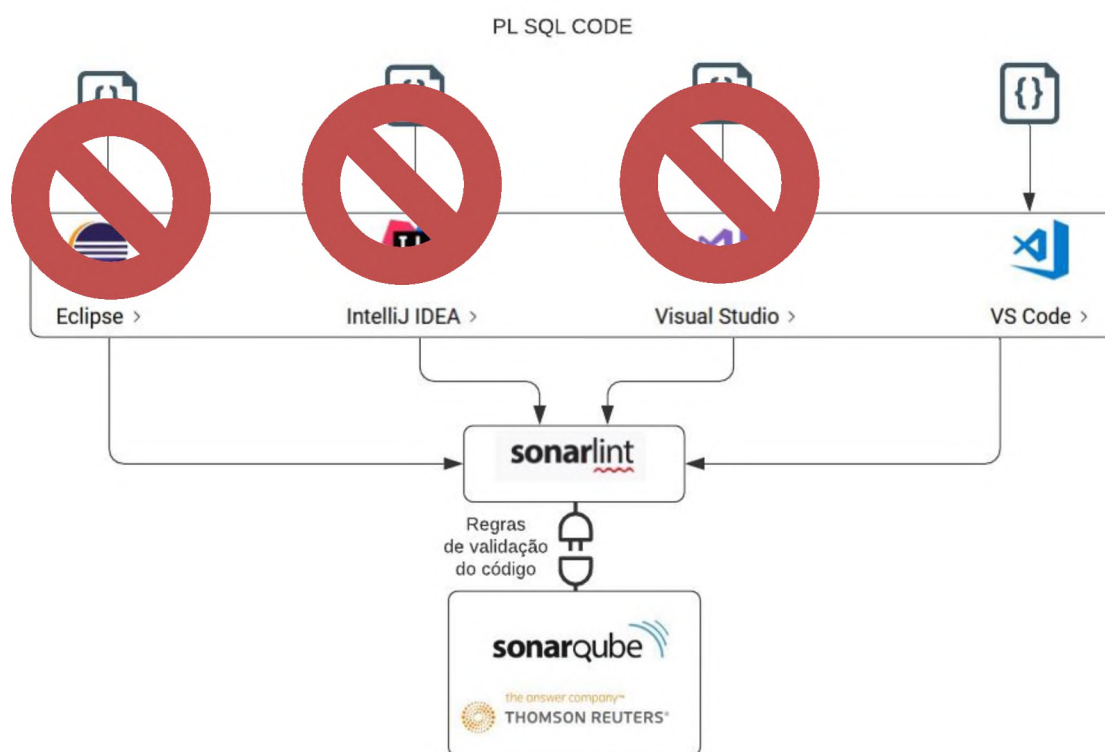 PL SQL CODE
{}
Eclipse >
IntelliJ IDEA >
Visual Studio >
VS Code >
sonarlint
Regras
de validação
do código
sonarqube
the answer company™
THOMSON REUTERS®